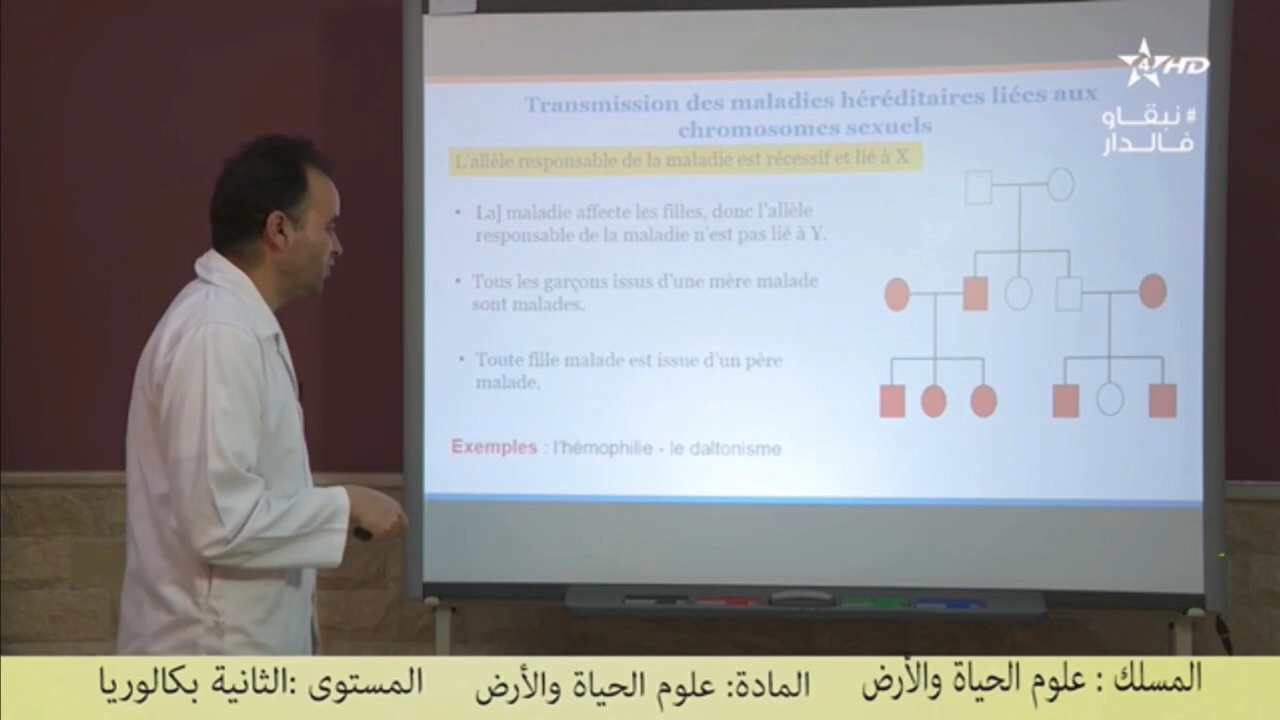 4 HD
# نبقاو
فالدار
Transmission des maladies héréditaires liées aux
chromosomes sexuels
L'allèle responsable de la maladie est récessif et lié à X
• La] maladie affecte les filles, donc l'allèle
responsable de la maladie n'est pas lié à Y.
• Tous les garçons issus d'une mère malade
sont malades.
• Toute fille malade est issue d'un père
malade.
Exemples : l'hémophilie - le daltonisme
المسلك : علوم الحياة والأرض
المادة: علوم الحياة والأرض
المستوى :الثانية بكالوريا